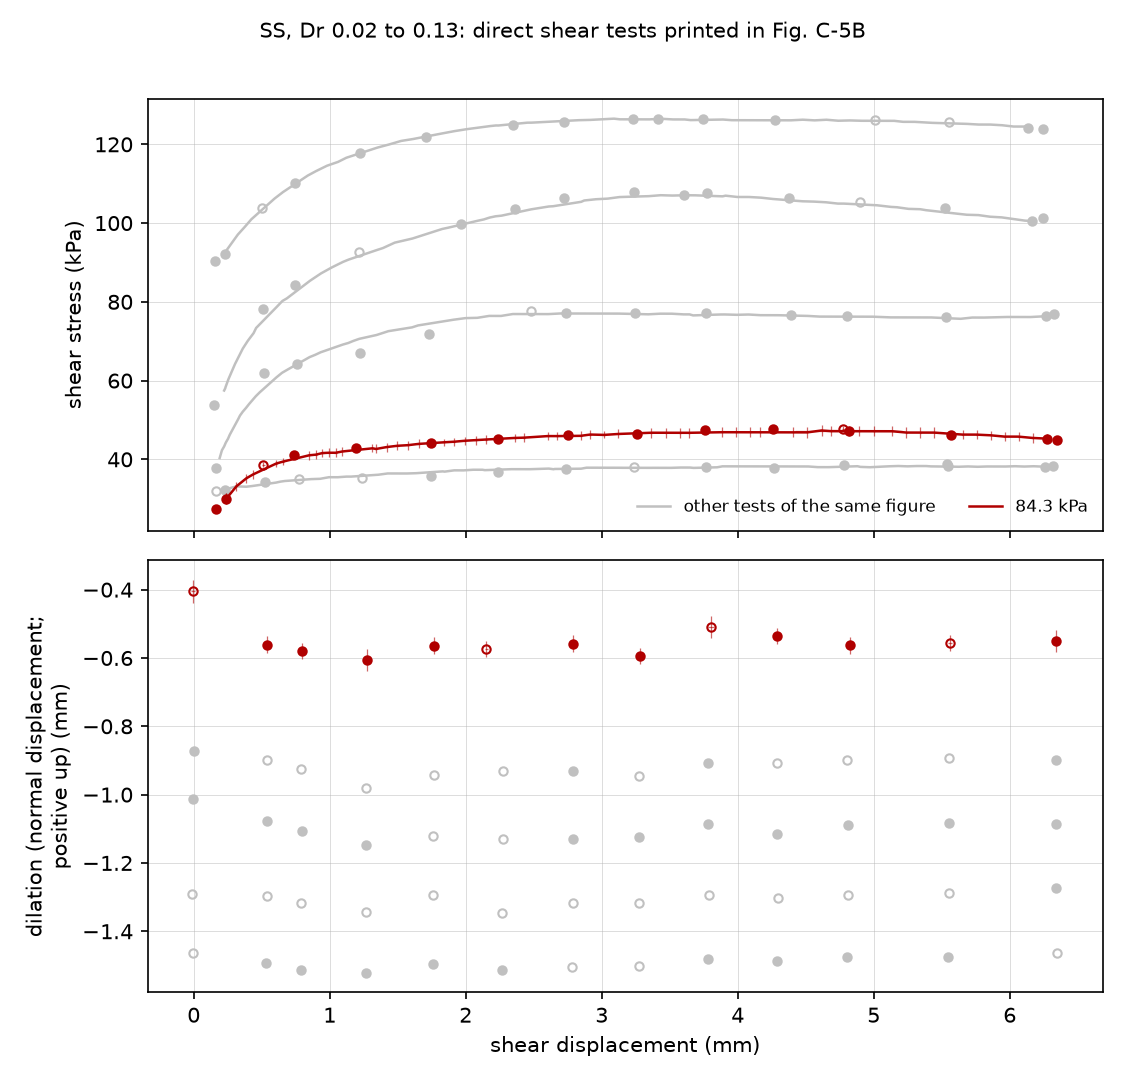 SS, Dr 0.02 to 0.13: direct shear tests printed in Fig. C-5B
shear stress (kPa)
120
100
80
60
40
other tests of the same figure
84.3 kPa
dilation (normal displacement;
positive up) (mm)
−0.4
−0.6
−0.8
−1.0
−1.2
−1.4
0 1 2 3 4 5 6
shear displacement (mm)